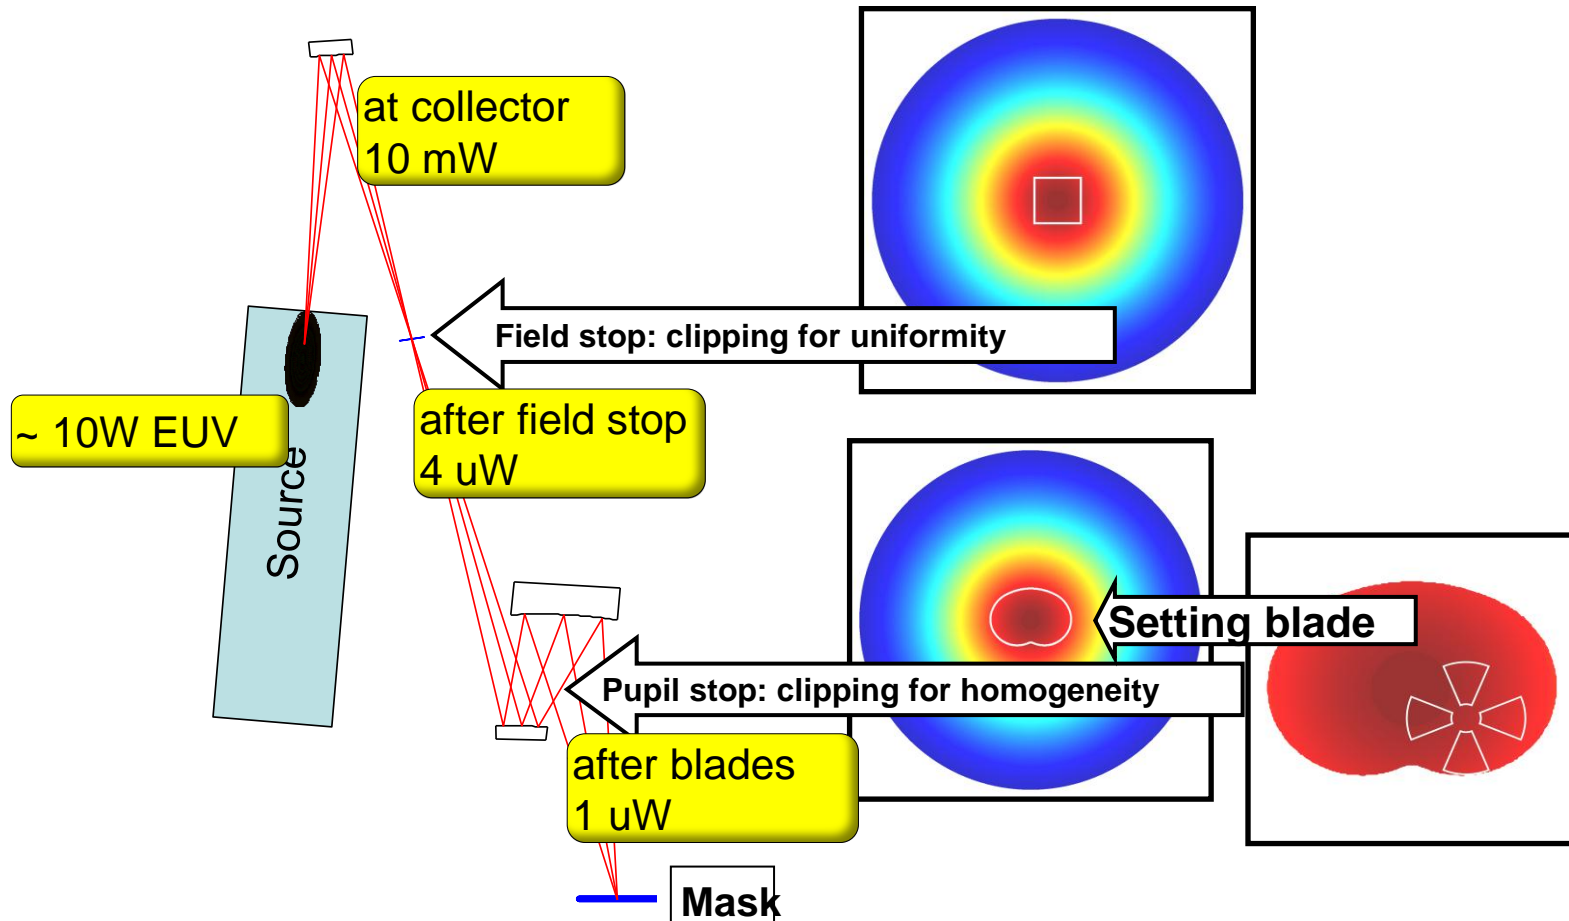 at collector
10 mW
Field stop: clipping for uniformity
~ 10W EUV
after field stop
4 uW
Source
Setting blade
Pupil stop: clipping for homogeneity
after blades
1 uW
Mask